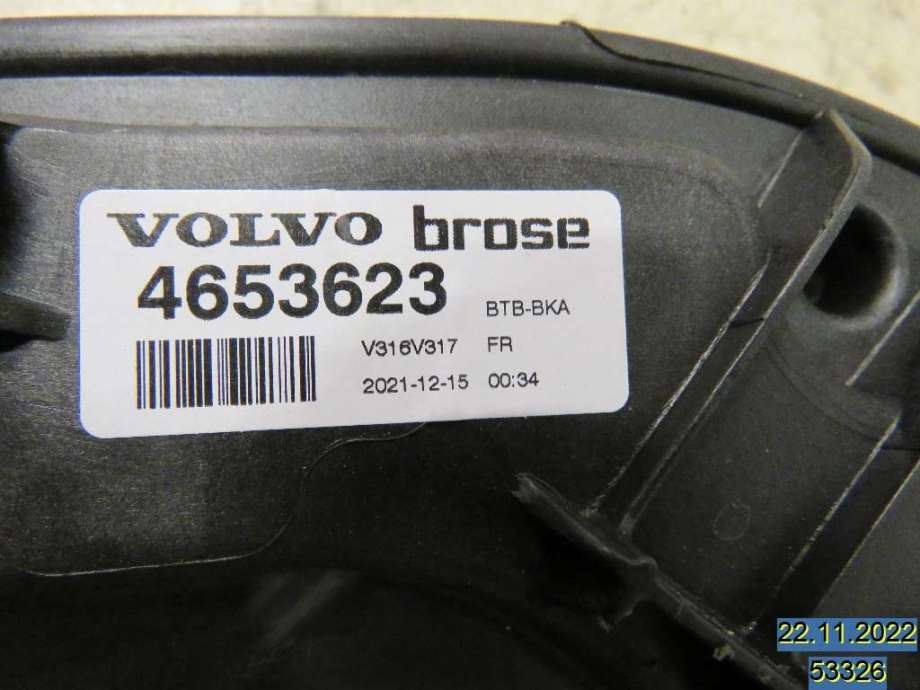 VOLVO brose
4653623 BTB-BKA
V316V317 FR
2021-12-15 00:34
22.11.2022
53326